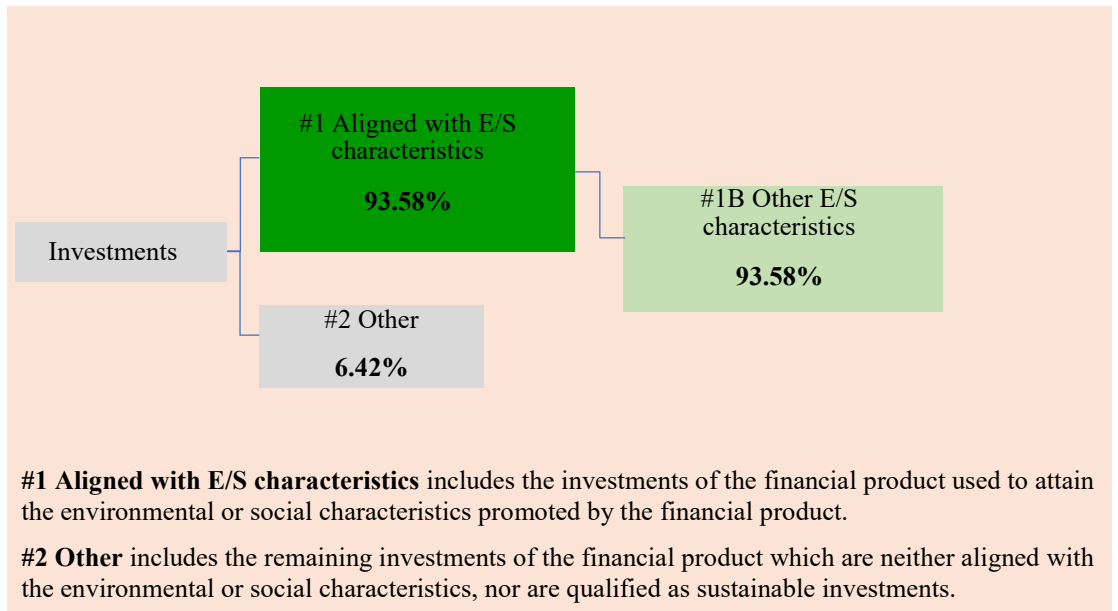 #1 Aligned with E/S
characteristics
93.58%
#1B Other E/S
characteristics
93.58%
Investments
#2 Other
6.42%
#1 Aligned with E/S characteristics includes the investments of the financial product used to attain
the environmental or social characteristics promoted by the financial product.
#2 Other includes the remaining investments of the financial product which are neither aligned with
the environmental or social characteristics, nor are qualified as sustainable investments.